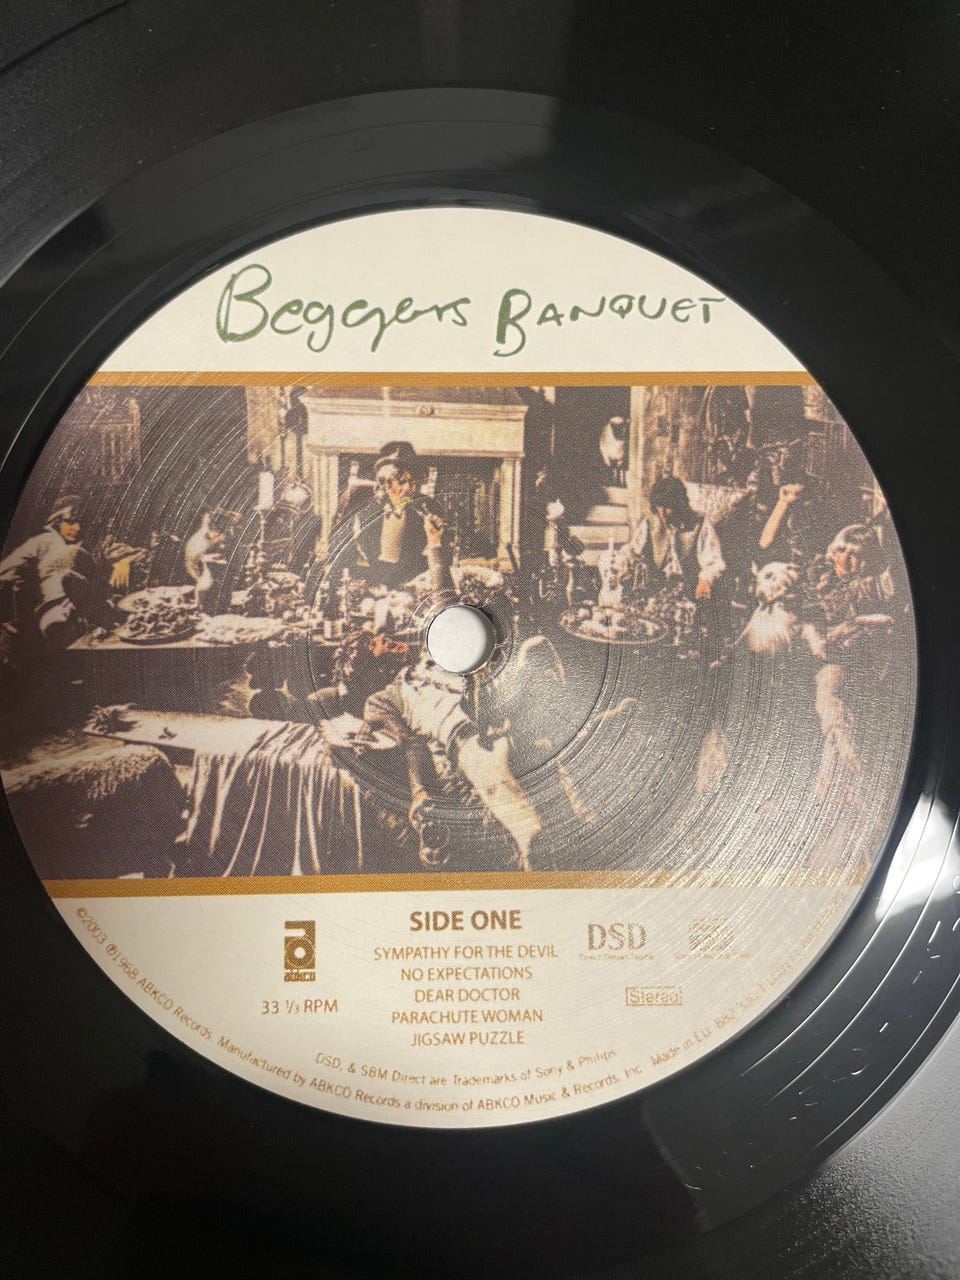 Beggars BANQUET
SIDE ONE
SYMPATHY FOR THE DEVIL
NO EXPECTATIONS
DEAR DOCTOR
PARACHUTE WOMAN
JIGSAW PUZZLE
abkco
33 ⅓ RPM
DSD
Stereo
DSD, & SBM Direct are Trademarks of Sony & Philips
©2003 ℗1968 ABKCO Records. Manufactured by ABKCO Records a division of ABKCO Music & Records, Inc. Made in EU 882